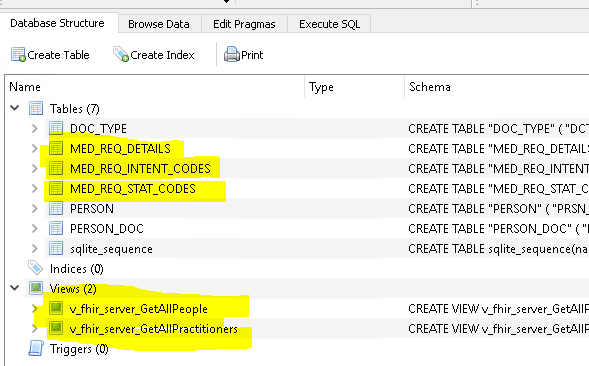 Database Structure Browse Data Edit Pragmas Execute SQL
Create Table Create Index Print
Name Type Schema
Tables (7)
DOC_TYPE CREATE TABLE "DOC_TYPE" ( "DCT
MED_REQ_DETAILS CREATE TABLE "MED_REQ_DETAILS
MED_REQ_INTENT_CODES CREATE TABLE "MED_REQ_INTENT
MED_REQ_STAT_CODES CREATE TABLE "MED_REQ_STAT_C
PERSON CREATE TABLE "PERSON" ( "PRSN_
PERSON_DOC CREATE TABLE "PERSON_DOC" ( "
sqlite_sequence CREATE TABLE sqlite_sequence(na
Indices (0)
Views (2)
v_fhir_server_GetAllPeople CREATE VIEW v_fhir_server_GetAllP
v_fhir_server_GetAllPractitioners CREATE VIEW v_fhir_server_GetAllP
Triggers (0)